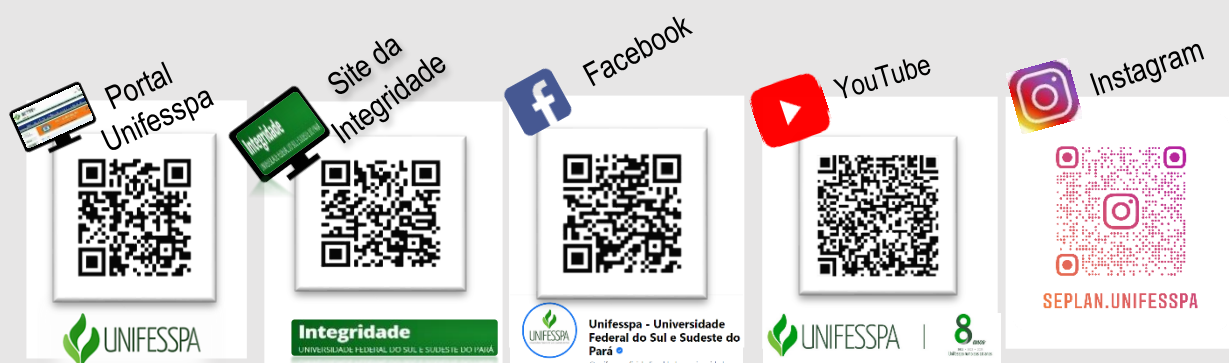 Portal
Unifesspa
UNIFESSPA
Site da
Integridade
Integridade
Integridade
UNIVERSIDADE FEDERAL DO SUL E SUDESTE DO PARÁ
Facebook
UNIFESSPA
Unifesspa - Universidade
Federal do Sul e Sudeste do
Pará
YouTube
UNIFESSPA
8
anos
Instagram
SEPLAN.UNIFESSPA